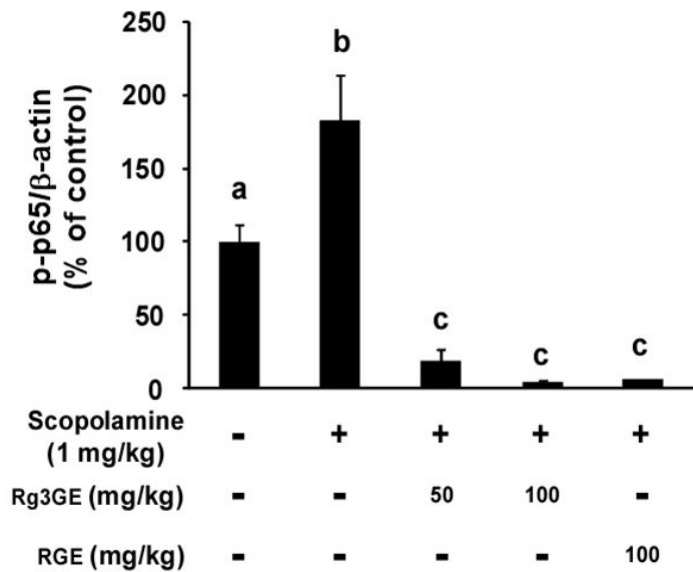 p-p65/β-actin
(% of control)
250
200
150
100
50
0
a
b
c
c
c
Scopolamine
(1 mg/kg)
- + + + +
Rg3GE (mg/kg) - - 50 100 -
RGE (mg/kg) - - - - 100